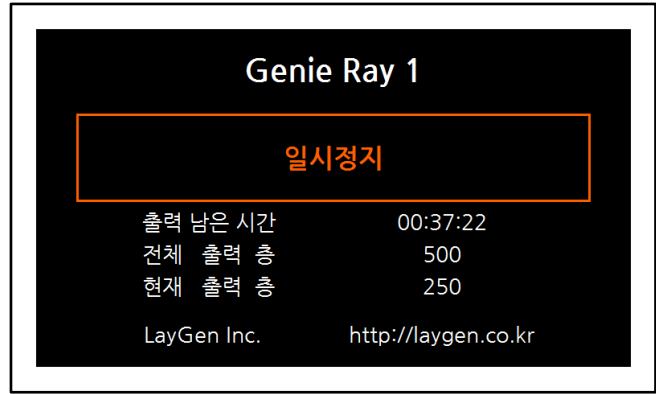 Genie Ray 1
일시정지
출력 남은 시간 00:37:22
전체 출력 층 500
현재 출력 층 250
LayGen Inc. http://laygen.co.kr